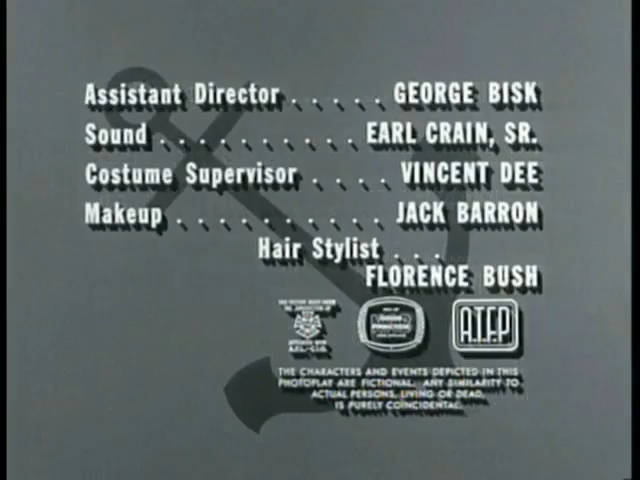 Assistant Director . . . . . GEORGE BISK
Sound . . . . . . . . . . EARL CRAIN, SR.
Costume Supervisor . . . . VINCENT DEE
Makeup . . . . . . . . . . JACK BARRON
Hair Stylist . . .
FLORENCE BUSH
A.T.F.P
THE CHARACTERS AND EVENTS DEPICTED IN THIS
PHOTOPLAY ARE FICTIONAL. ANY SIMILARITY TO
ACTUAL PERSONS, LIVING OR DEAD,
IS PURELY COINCIDENTAL.